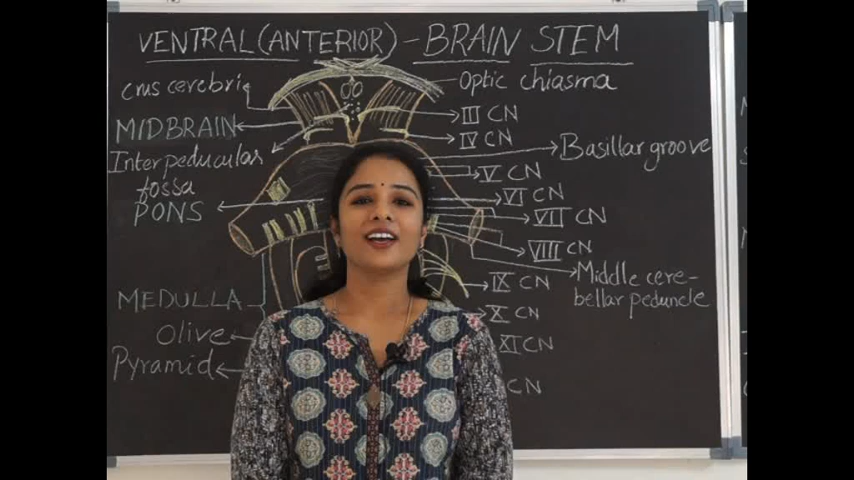 VENTRAL (ANTERIOR) - BRAIN STEM
crus cerebri
Optic chiasma
III CN
MIDBRAIN
IV CN
Basillar groove
Interpeducular
fossa
V CN
VI CN
PONS
VII CN
VIII CN
Middle cere-
bellar peduncle
IX CN
MEDULLA
X CN
Olive
XI CN
Pyramid
CN